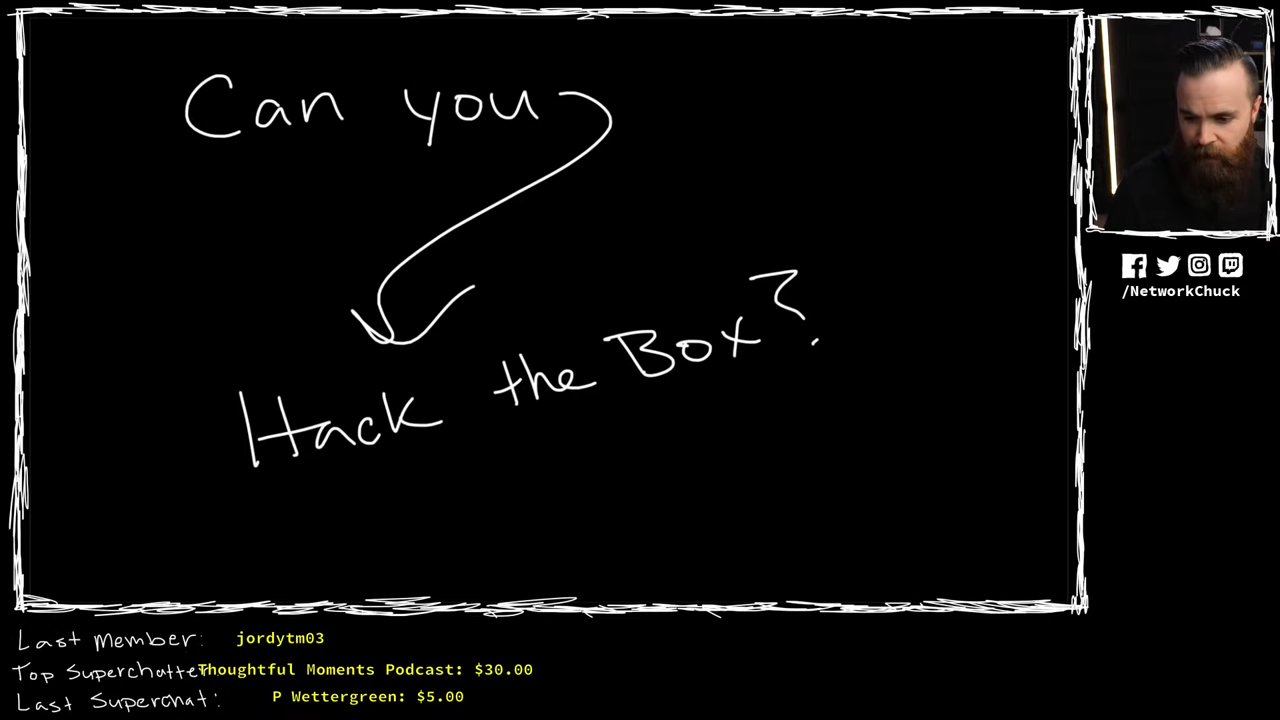 Can you
Hack the Box?
/NetworkChuck
Last Member: jordytm03
Top Superchatter Thoughtful Moments Podcast: $30.00
Last Superchat: P Wettergreen: $5.00